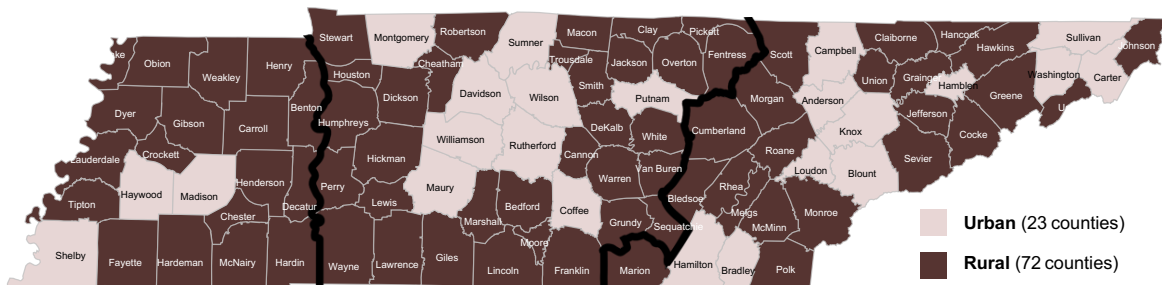 Stewart
Montgomery
Robertson
Sumner
Macon
Clay
Pickett
Fentress
Scott
Campbell
Claiborne
Hancock
Hawkins
Sullivan
Johnson
Obion
Weakley
Henry
Houston
Cheatham
Trousdale
Jackson
Overton
Union
Grainger
Hamblen
Washington
Carter
Dickson
Davidson
Wilson
Smith
Putnam
Morgan
Anderson
Greene
Dyer
Gibson
Carroll
Benton
Humphreys
DeKalb
White
Cumberland
Knox
Jefferson
Cocke
Williamson
Rutherford
Lauderdale
Crockett
Hickman
Cannon
Warren
Van Buren
Roane
Loudon
Blount
Sevier
Haywood
Madison
Henderson
Decatur
Perry
Lewis
Maury
Bledsoe
Rhea
Tipton
Chester
Marshall
Bedford
Coffee
Grundy
Sequatchie
Meigs
McMinn
Monroe
Shelby
Fayette
Hardeman
McNairy
Hardin
Wayne
Lawrence
Giles
Lincoln
Moore
Franklin
Marion
Hamilton
Bradley
Polk
Urban (23 counties)
Rural (72 counties)